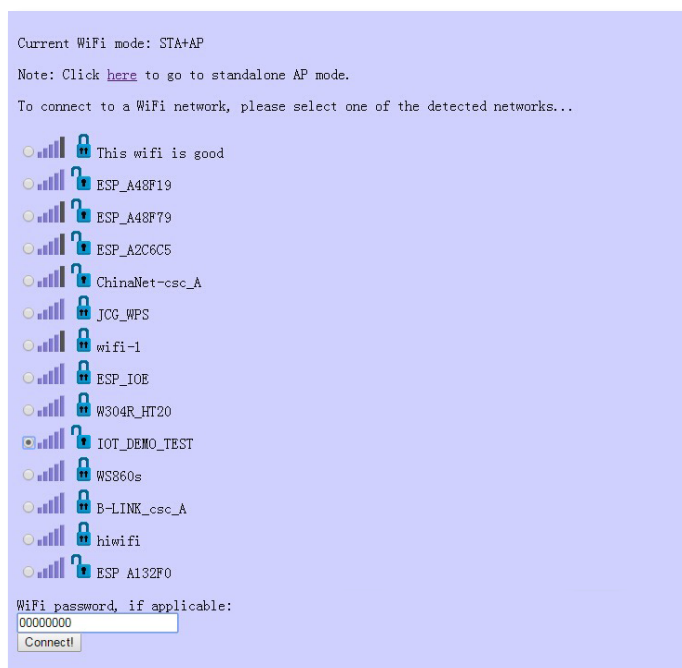 Current WiFi mode: STA+AP
Note: Click here to go to standalone AP mode.
To connect to a WiFi network, please select one of the detected networks...
This wifi is good
ESP_A48F19
ESP_A48F79
ESP_A2C6C5
ChinaNet-csc_A
JCG_WPS
wifi-1
ESP_IOE
W304R_HT20
IOT_DEMO_TEST
WS860s
B-LINK_csc_A
hiwifi
ESP A132F0
WiFi password, if applicable:
00000000
Connect!